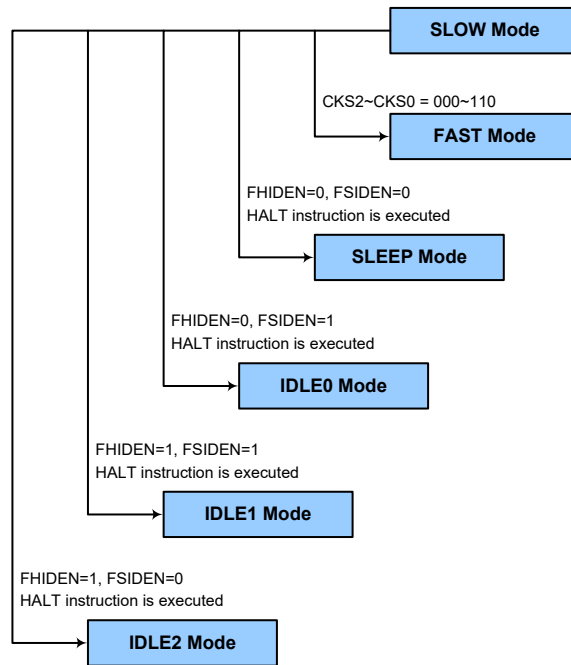 SLOW Mode
CKS2~CKS0 = 000~110
FAST Mode
FHIDEN=0, FSIDEN=0
HALT instruction is executed
SLEEP Mode
FHIDEN=0, FSIDEN=1
HALT instruction is executed
IDLE0 Mode
FHIDEN=1, FSIDEN=1
HALT instruction is executed
IDLE1 Mode
FHIDEN=1, FSIDEN=0
HALT instruction is executed
IDLE2 Mode